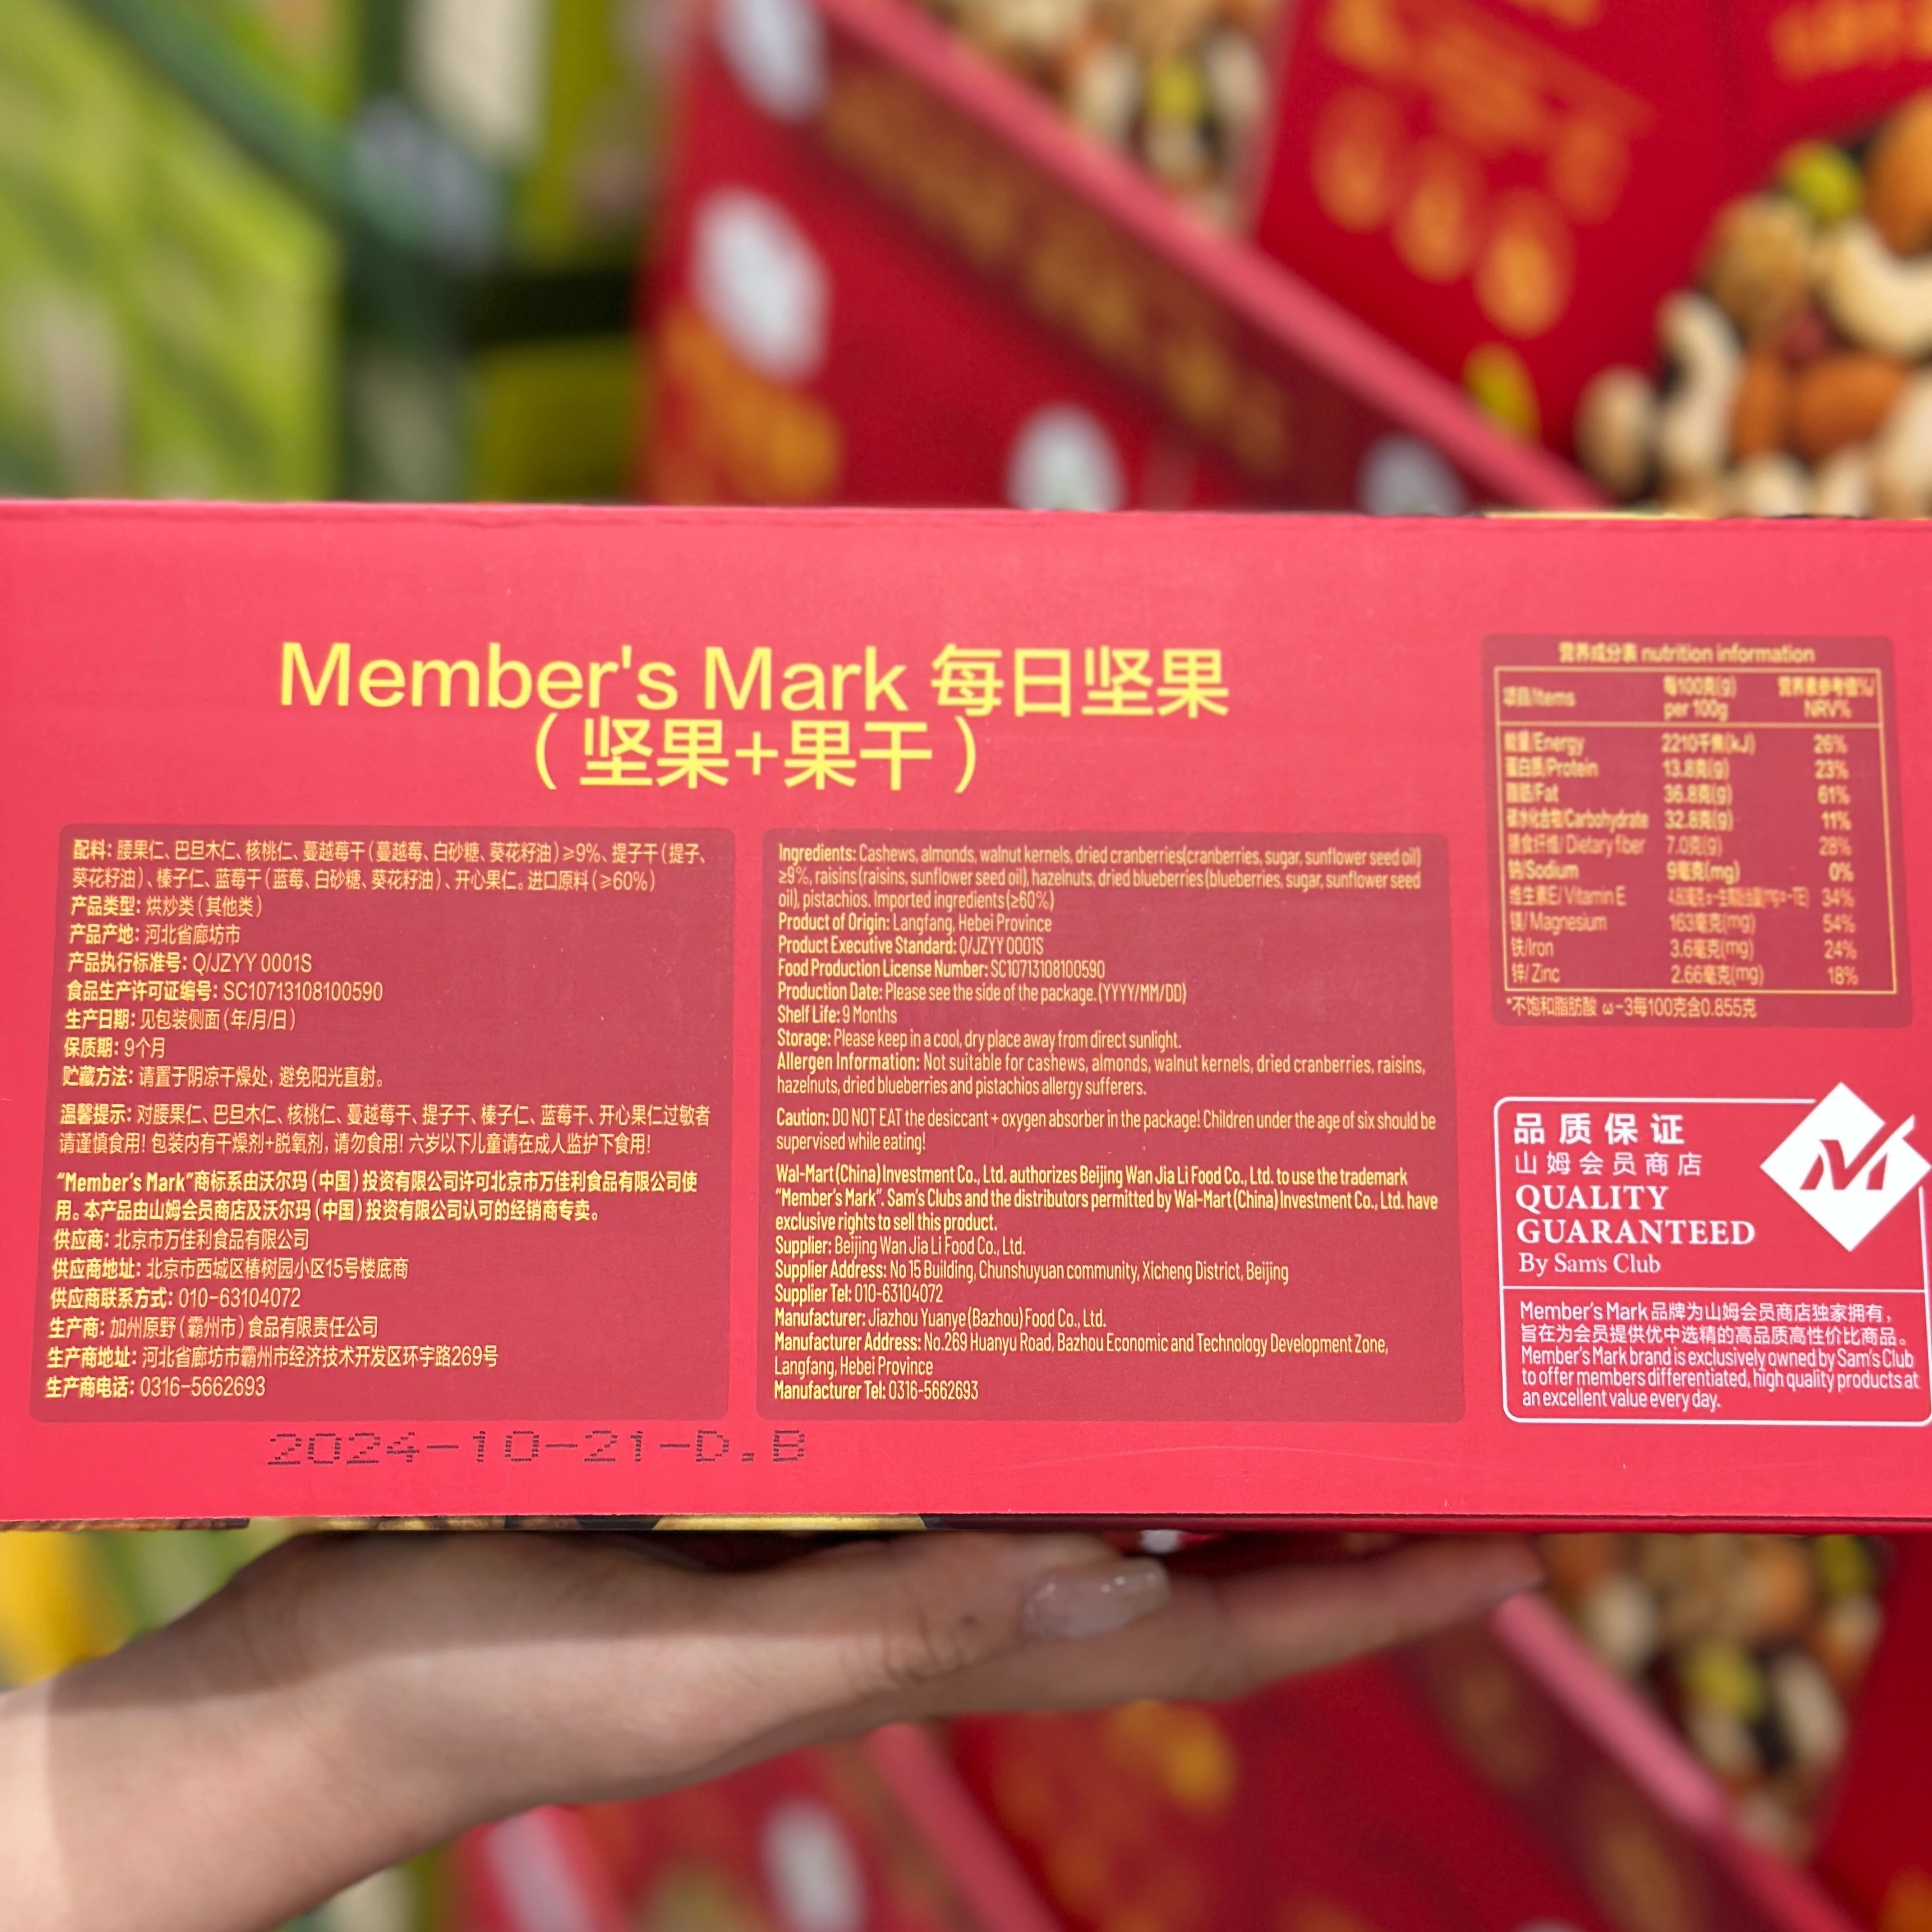 Member's Mark 每日坚果
（坚果+果干）
配料: 腰果仁、巴旦木仁、核桃仁、蔓越莓干(蔓越莓、白砂糖、葵花籽油)≥9%、提子干(提子、
葵花籽油)、榛子仁、蓝莓干(蓝莓、白砂糖、葵花籽油)、开心果仁。进口原料(≥60%)
产品类型: 烘炒类(其他类)
产品产地: 河北省廊坊市
产品执行标准号: Q/JZYY 0001S
食品生产许可证编号: SC10713108100590
生产日期: 见包装侧面(年/月/日)
保质期: 9个月
贮藏方法: 请置于阴凉干燥处, 避免阳光直射。
温馨提示: 对腰果仁、巴旦木仁、核桃仁、蔓越莓干、提子干、榛子仁、蓝莓干、开心果仁过敏者
请谨慎食用! 包装内有干燥剂+脱氧剂, 请勿食用! 六岁以下儿童请在成人监护下食用!
“Member's Mark”商标系由沃尔玛(中国)投资有限公司许可北京市万佳利食品有限公司使
用。本产品由山姆会员商店及沃尔玛(中国)投资有限公司认可的经销商专卖。
供应商: 北京市万佳利食品有限公司
供应商地址: 北京市西城区椿树园小区15号楼底商
供应商联系方式: 010-63104072
生产商: 加州原野(霸州市)食品有限责任公司
生产商地址: 河北省廊坊市霸州市经济技术开发区环宇路269号
生产商电话: 0316-5662693
2024-10-21-D.B
Ingredients: Cashews, almonds, walnut kernels, dried cranberries(cranberries, sugar, sunflower seed oil)
≥9%, raisins (raisins, sunflower seed oil), hazelnuts, dried blueberries (blueberries, sugar, sunflower seed
oil), pistachios. Imported ingredients (≥60%)
Product of Origin: Langfang, Hebei Province
Product Executive Standard: Q/JZYY 0001S
Food Production License Number: SC10713108100590
Production Date: Please see the side of the package. (YYYY/MM/DD)
Shelf Life: 9 Months
Storage: Please keep in a cool, dry place away from direct sunlight.
Allergen Information: Not suitable for cashews, almonds, walnut kernels, dried cranberries, raisins,
hazelnuts, dried blueberries and pistachios allergy sufferers.
Caution: DO NOT EAT the desiccant + oxygen absorber in the package! Children under the age of six should be
supervised while eating!
Wal-Mart (China) Investment Co., Ltd. authorizes Beijing Wan Jia Li Food Co., Ltd. to use the trademark
“Member's Mark”. Sam's Clubs and the distributors permitted by Wal-Mart (China) Investment Co., Ltd. have
exclusive rights to sell this product.
Supplier: Beijing Wan Jia Li Food Co., Ltd.
Supplier Address: No 15 Building, Chunshuyuan community, Xicheng District, Beijing
Supplier Tel: 010-63104072
Manufacturer: Jiazhou Yuanye (Bazhou) Food Co., Ltd.
Manufacturer Address: No.269 Huanyu Road, Bazhou Economic and Technology Development Zone,
Langfang, Hebei Province
Manufacturer Tel: 0316-5662693
营养成分表 nutrition information
项目/Items 每100克(g) 营养素参考值%/
per 100g NRV%
能量/Energy 2210千焦(kJ) 26%
蛋白质/Protein 13.8克(g) 23%
脂肪/Fat 36.8克(g) 61%
碳水化合物/Carbohydrate 32.8克(g) 11%
膳食纤维/Dietary fiber 7.0克(g) 28%
钠/Sodium 9毫克(mg) 0%
维生素E/Vitamin E 34%
镁/Magnesium 163毫克(mg) 54%
铁/Iron 3.6毫克(mg) 24%
锌/Zinc 2.66毫克(mg) 18%
*不饱和脂肪酸 ω-3每100克含0.855克
品质保证
山姆会员商店
QUALITY
GUARANTEED
By Sam's Club
Member's Mark 品牌为山姆会员商店独家拥有,
旨在为会员提供优中选精的高品质高性价比商品。
Member's Mark brand is exclusively owned by Sam's Club
to offer members differentiated, high quality products at
an excellent value every day.